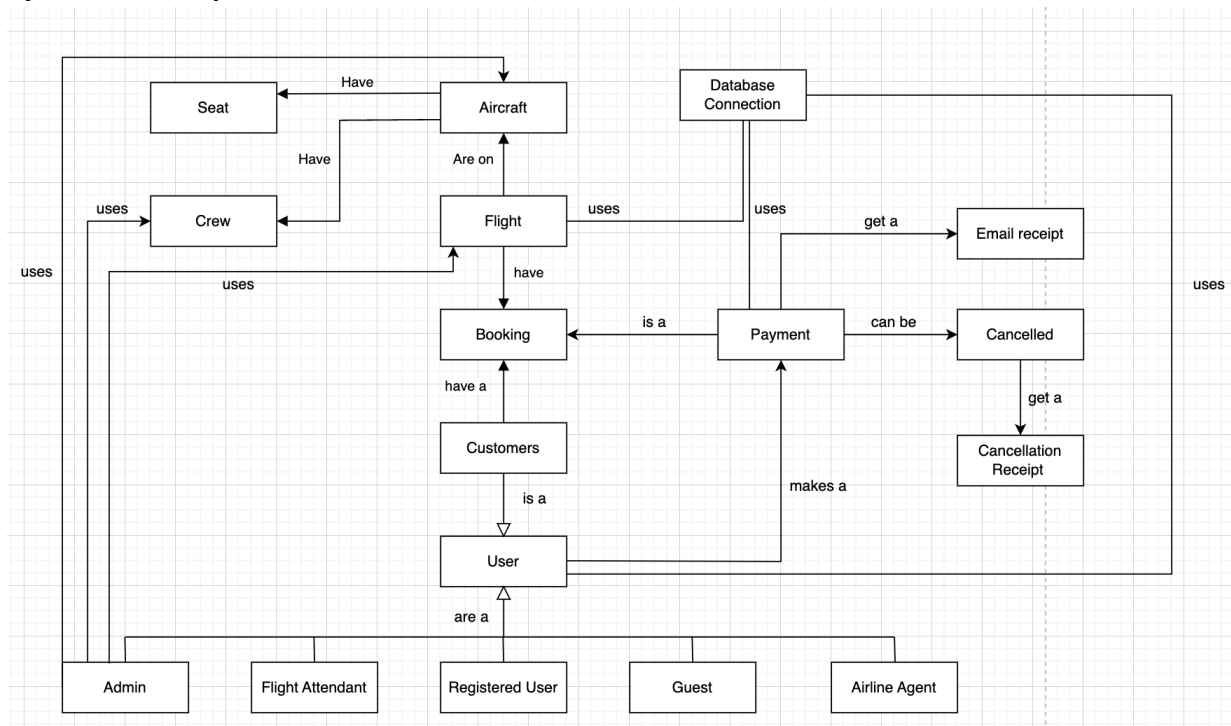 Have
Seat
Aircraft
Database
Connection
Have
Are on
uses
Crew
Flight
uses
uses
get a
Email receipt
uses
uses
have
uses
Booking
is a
Payment
can be
Cancelled
have a
get a
Customers
Cancellation
Receipt
is a
makes a
User
are a
Admin
Flight Attendant
Registered User
Guest
Airline Agent